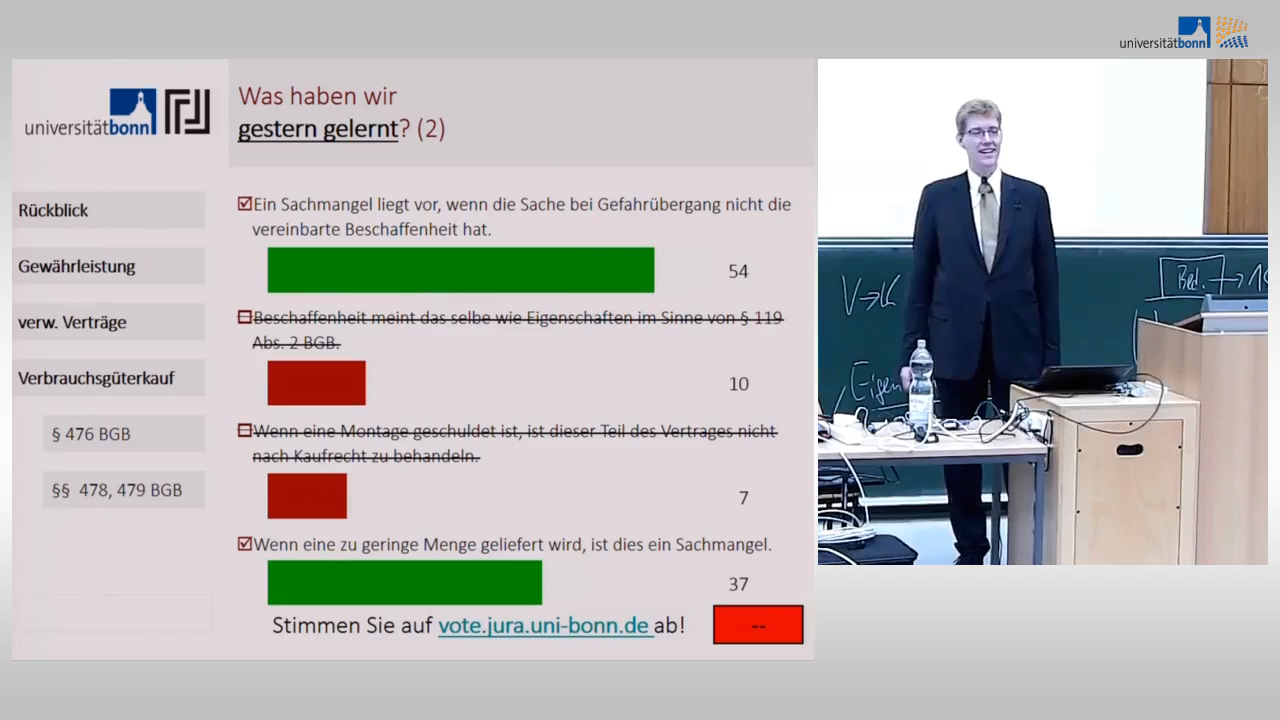 universitätbonn
Was haben wir
gestern gelernt? (2)
universitätbonn
Rückblick
Gewährleistung
verw. Verträge
Verbrauchsgüterkauf
§ 476 BGB
§§ 478, 479 BGB
Ein Sachmangel liegt vor, wenn die Sache bei Gefahrübergang nicht die
vereinbarte Beschaffenheit hat.
54
Beschaffenheit meint das selbe wie Eigenschaften im Sinne von § 119
Abs. 2 BGB.
10
Wenn eine Montage geschuldet ist, ist dieser Teil des Vertrages nicht
nach Kaufrecht zu behandeln.
7
Wenn eine zu geringe Menge geliefert wird, ist dies ein Sachmangel.
37
Stimmen Sie auf vote.jura.uni-bonn.de ab!
--
V→K
Bed.